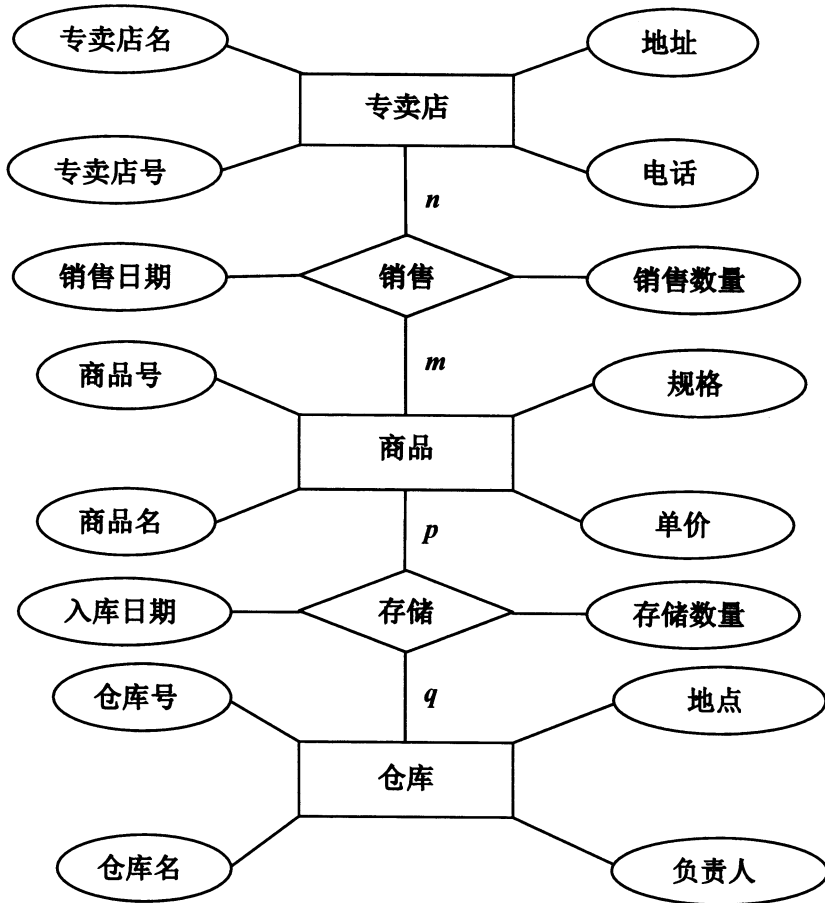 专卖店名
地址
专卖店
专卖店号
电话
n
销售日期
销售
销售数量
m
商品号
规格
商品
商品名
单价
p
入库日期
存储
存储数量
仓库号
q
地点
仓库
仓库名
负责人